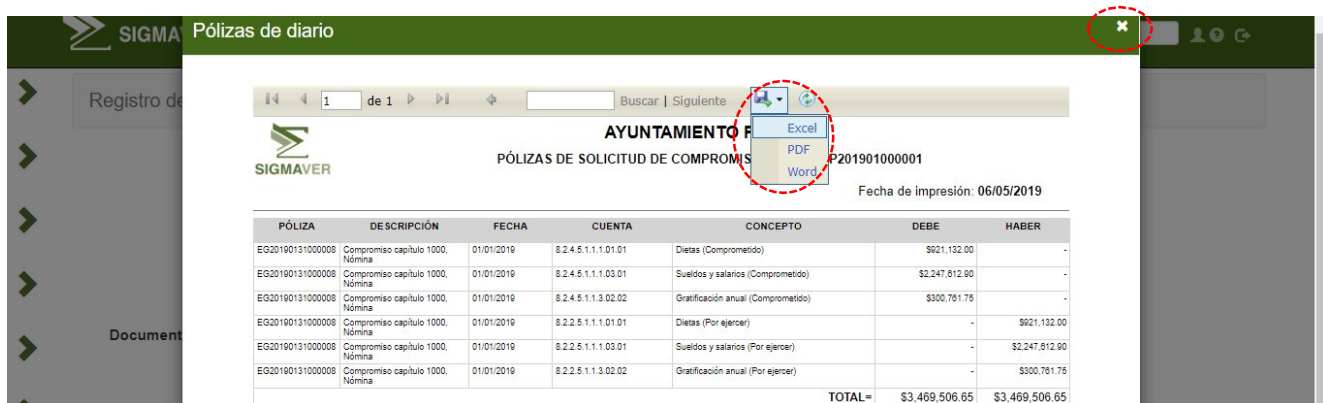 SIGMA
Pólizas de diario
Registro de
1 de 1 Buscar | Siguiente
Excel
PDF
Word
SIGMAVER
AYUNTAMIENTO
PÓLIZAS DE SOLICITUD DE COMPROMIS P201901000001
Fecha de impresión: 06/05/2019
PÓLIZA DESCRIPCIÓN FECHA CUENTA CONCEPTO DEBE HABER
EG20190131000008 Compromiso capítulo 1000, Nómina 01/01/2019 8.2.4.5.1.1.1.01.01 Dietas (Comprometido) $921,132.00 -
EG20190131000008 Compromiso capítulo 1000, Nómina 01/01/2019 8.2.4.5.1.1.1.03.01 Sueldos y salarios (Comprometido) $2,247,612.90 -
EG20190131000008 Compromiso capítulo 1000, Nómina 01/01/2019 8.2.4.5.1.1.3.02.02 Gratificación anual (Comprometido) $300,761.75 -
EG20190131000008 Compromiso capítulo 1000, Nómina 01/01/2019 8.2.2.5.1.1.1.01.01 Dietas (Por ejercer) - $921,132.00
EG20190131000008 Compromiso capítulo 1000, Nómina 01/01/2019 8.2.2.5.1.1.1.03.01 Sueldos y salarios (Por ejercer) - $2,247,612.90
EG20190131000008 Compromiso capítulo 1000, Nómina 01/01/2019 8.2.2.5.1.1.3.02.02 Gratificación anual (Por ejercer) - $300,761.75
TOTAL= $3,469,506.65 $3,469,506.65
Document